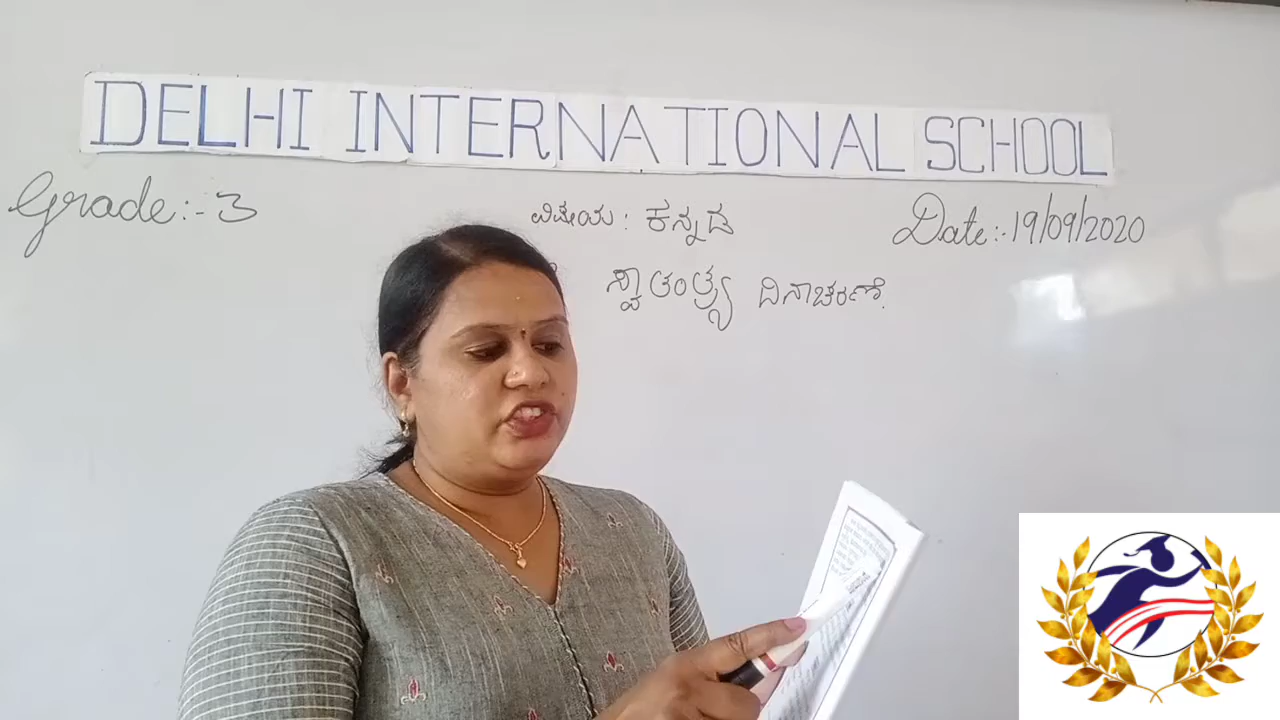 DELHI INTERNATIONAL SCHOOL
Grade:- 3
ವಿಷಯ : ಕನ್ನಡ
Date:- 19/09/2020
ಸ್ವಾತಂತ್ರ್ಯ ದಿನಾಚರಣೆ.